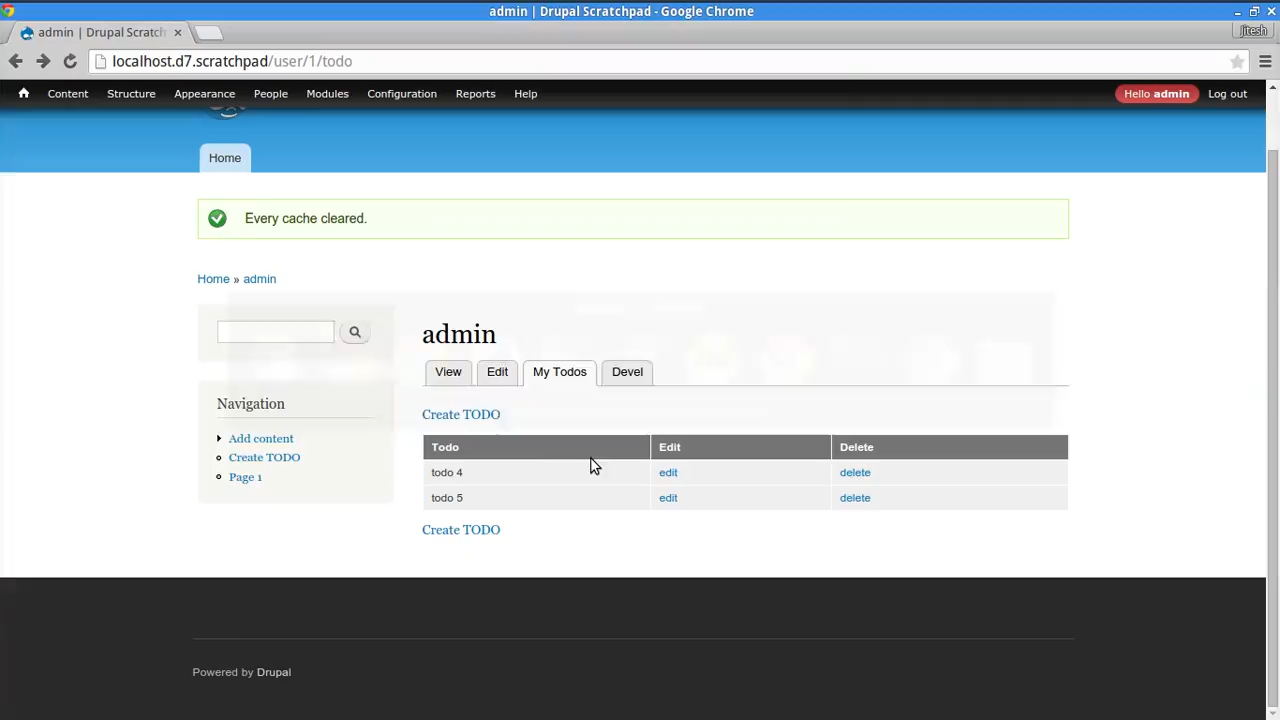 admin | Drupal Scratchpad - Google Chrome
admin | Drupal Scratch
jitesh
localhost.d7.scratchpad/user/1/todo
Content Structure Appearance People Modules Configuration Reports Help Hello admin Log out
Home
Every cache cleared.
Home » admin
admin
View Edit My Todos Devel
Navigation
Add content
Create TODO
Page 1
Create TODO
Todo Edit Delete
todo 4 edit delete
todo 5 edit delete
Create TODO
Powered by Drupal